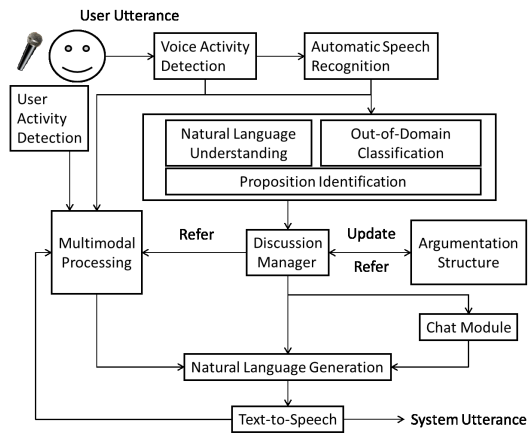 User Utterance
Voice Activity
Detection
Automatic Speech
Recognition
User
Activity
Detection
Natural Language
Understanding
Out-of-Domain
Classification
Proposition Identification
Multimodal
Processing
Refer
Discussion
Manager
Update
Refer
Argumentation
Structure
Chat Module
Natural Language Generation
Text-to-Speech
System Utterance